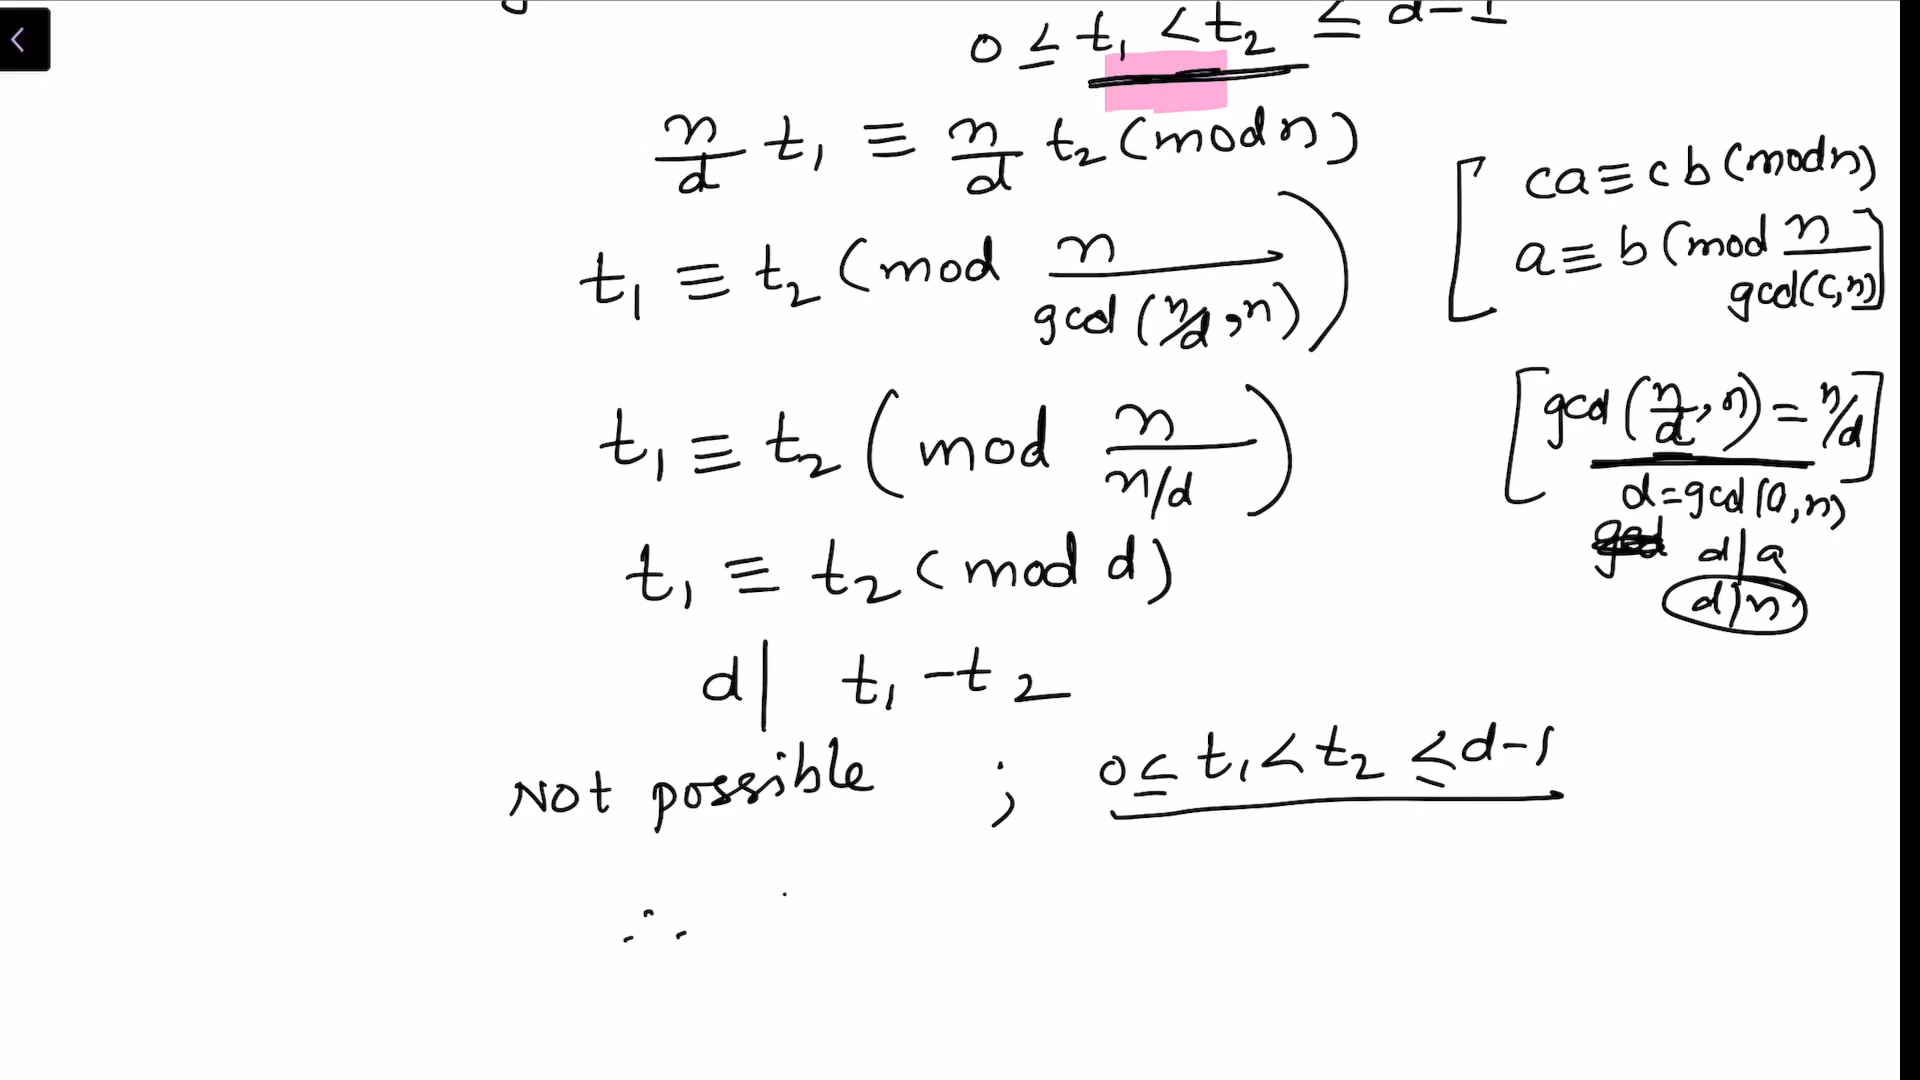 0 ≤ t₁ < t₂ ≤ d-1
n/d t₁ ≡ n/d t₂ (mod n)
t₁ ≡ t₂ (mod n/gcd(n/d, n))
t₁ ≡ t₂ (mod n/(n/d))
t₁ ≡ t₂ (mod d)
d | t₁ - t₂
Not possible ; 0 ≤ t₁ < t₂ ≤ d-1
∴
[ ca ≡ cb (mod n)
a ≡ b (mod n/gcd(c, n) ]
[ gcd(n/d, n) = n/d ]
d = gcd(a, n)
d | a
d | n